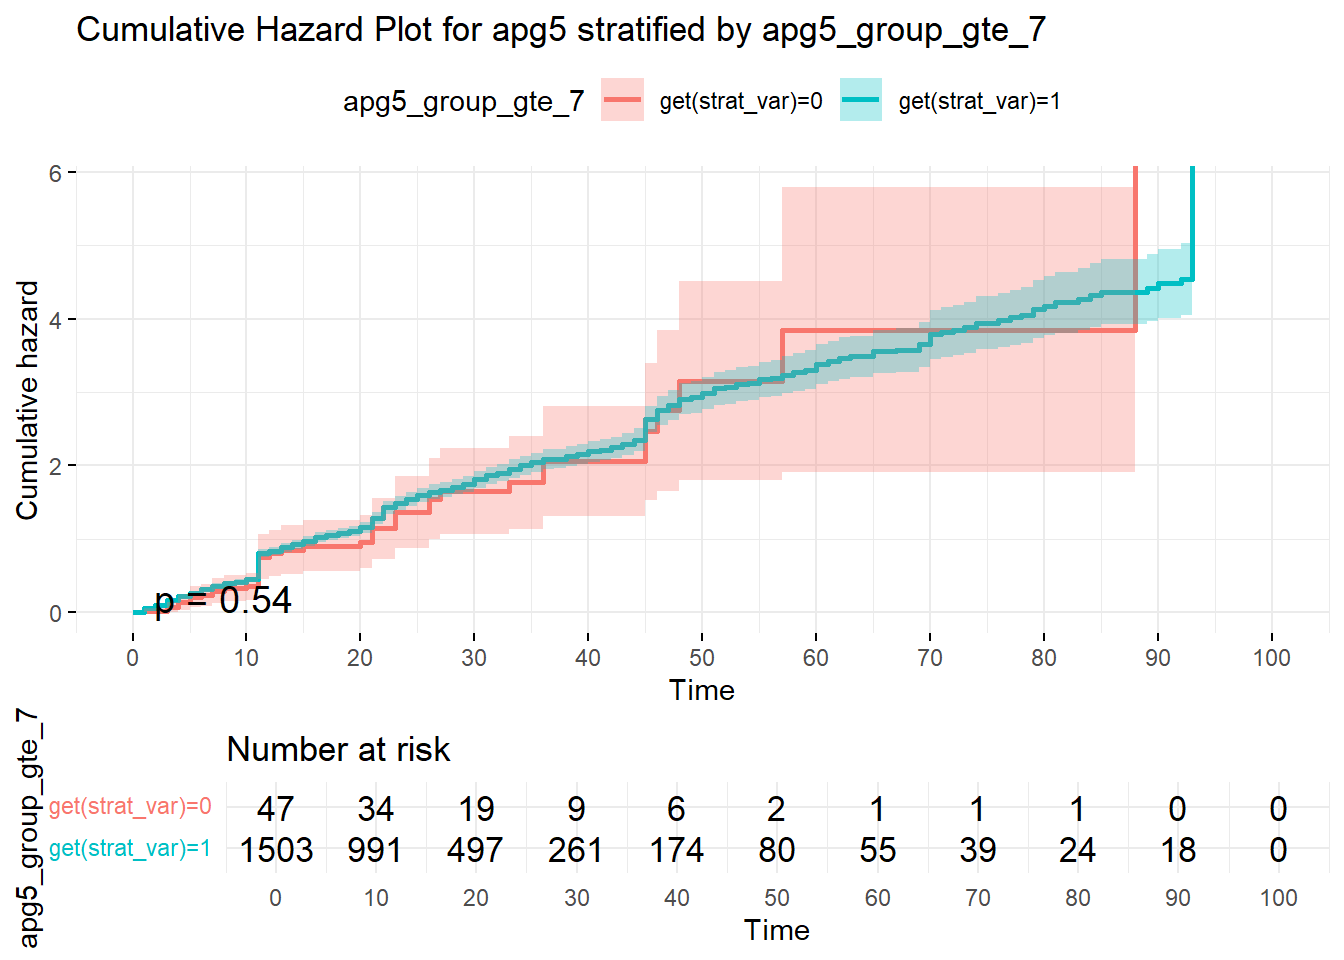 Cumulative Hazard Plot for apg5 stratified by apg5_group_gte_7
apg5_group_gte_7 get(strat_var)=0 get(strat_var)=1
Cumulative hazard
6
4
2
0
p = 0.54
0 10 20 30 40 50 60 70 80 90 100
Time
Number at risk
apg5_group_gte_7
get(strat_var)=0 47 34 19 9 6 2 1 1 1 0 0
get(strat_var)=1 1503 991 497 261 174 80 55 39 24 18 0
0 10 20 30 40 50 60 70 80 90 100
Time